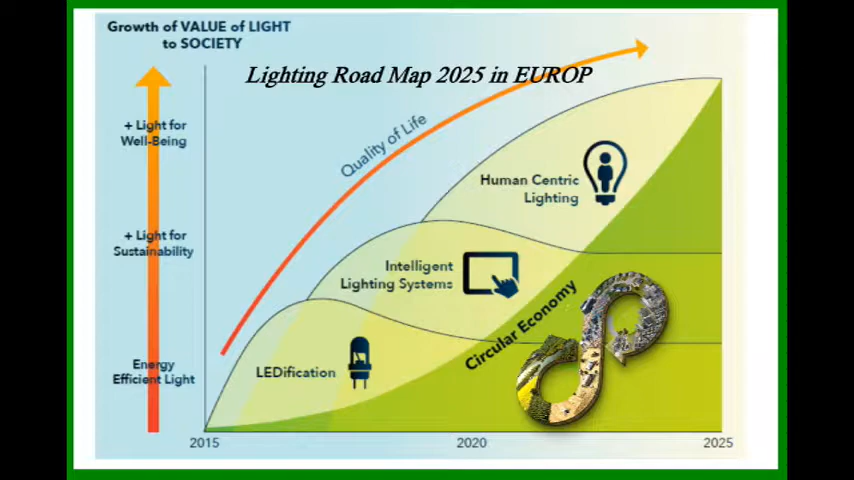 Growth of VALUE of LIGHT
to SOCIETY
Lighting Road Map 2025 in EUROP
+ Light for
Well-Being
Quality of Life
Human Centric
Lighting
+ Light for
Sustainability
Intelligent
Lighting Systems
Circular Economy
Energy
Efficient Light
LEDification
2015
2020
2025